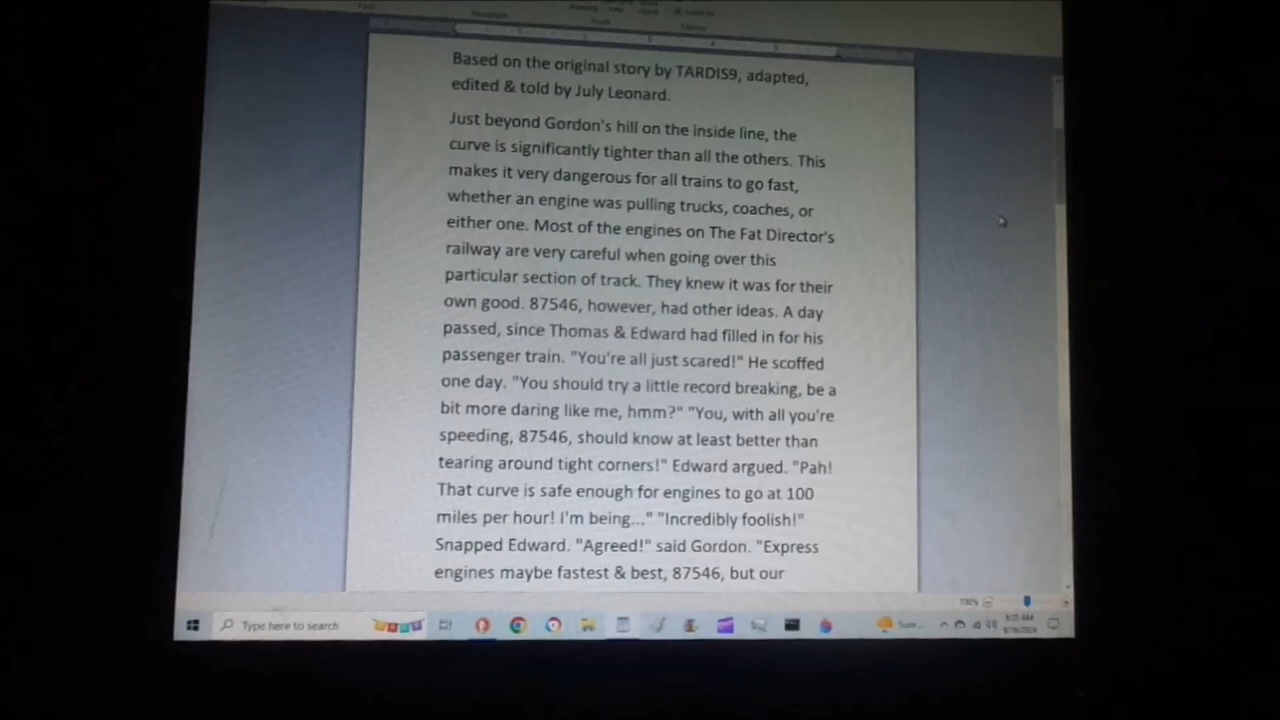 Based on the original story by TARDIS9, adapted,
edited & told by July Leonard.
Just beyond Gordon's hill on the inside line, the
curve is significantly tighter than all the others. This
makes it very dangerous for all trains to go fast,
whether an engine was pulling trucks, coaches, or
either one. Most of the engines on The Fat Director's
railway are very careful when going over this
particular section of track. They knew it was for their
own good. 87546, however, had other ideas. A day
passed, since Thomas & Edward had filled in for his
passenger train. "You're all just scared!" He scoffed
one day. "You should try a little record breaking, be a
bit more daring like me, hmm?" "You, with all you're
speeding, 87546, should know at least better than
tearing around tight corners!" Edward argued. "Pah!
That curve is safe enough for engines to go at 100
miles per hour! I'm being..." "Incredibly foolish!"
Snapped Edward. "Agreed!" said Gordon. "Express
engines maybe fastest & best, 87546, but our
100%
Type here to search